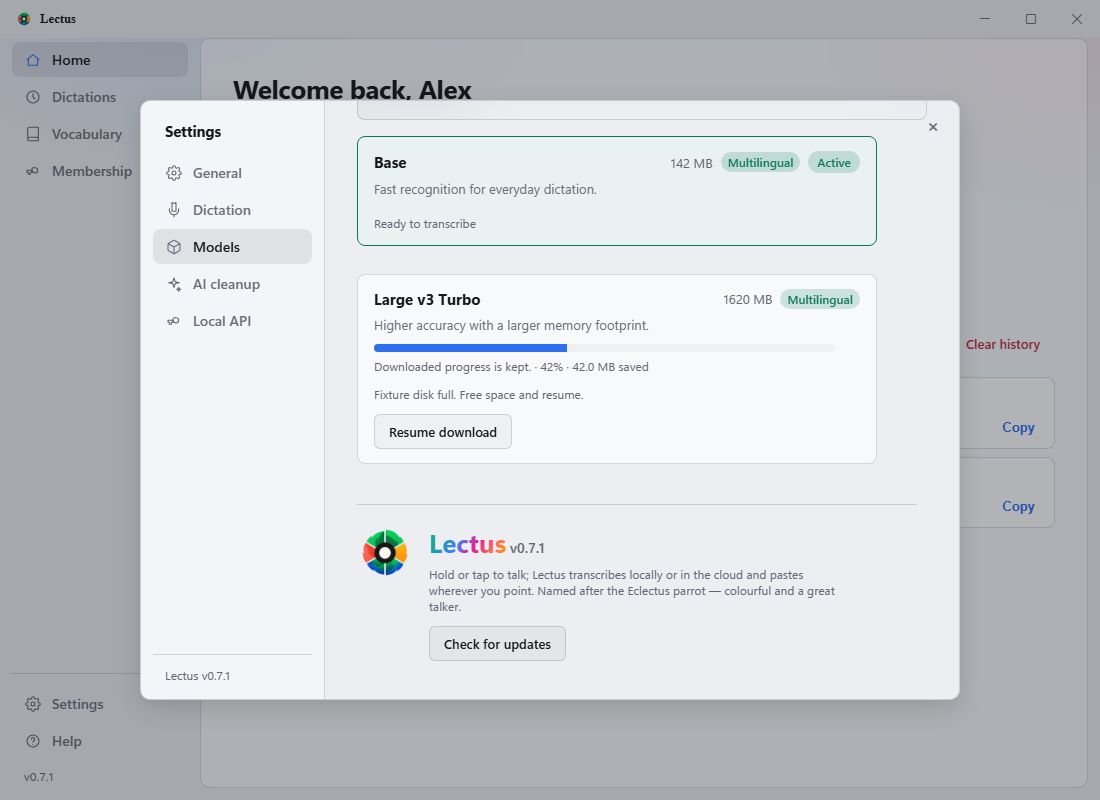 Lectus
Home
Dictations
Vocabulary
Membership
Settings
Help
v0.7.1
Welcome back, Alex
Clear history
Copy
Copy
Settings
General
Dictation
Models
AI cleanup
Local API
Lectus v0.7.1
Base
142 MB
Multilingual
Active
Fast recognition for everyday dictation.
Ready to transcribe
Large v3 Turbo
1620 MB
Multilingual
Higher accuracy with a larger memory footprint.
Downloaded progress is kept. · 42% · 42.0 MB saved
Fixture disk full. Free space and resume.
Resume download
Lectus v0.7.1
Hold or tap to talk; Lectus transcribes locally or in the cloud and pastes
wherever you point. Named after the Eclectus parrot — colourful and a great
talker.
Check for updates